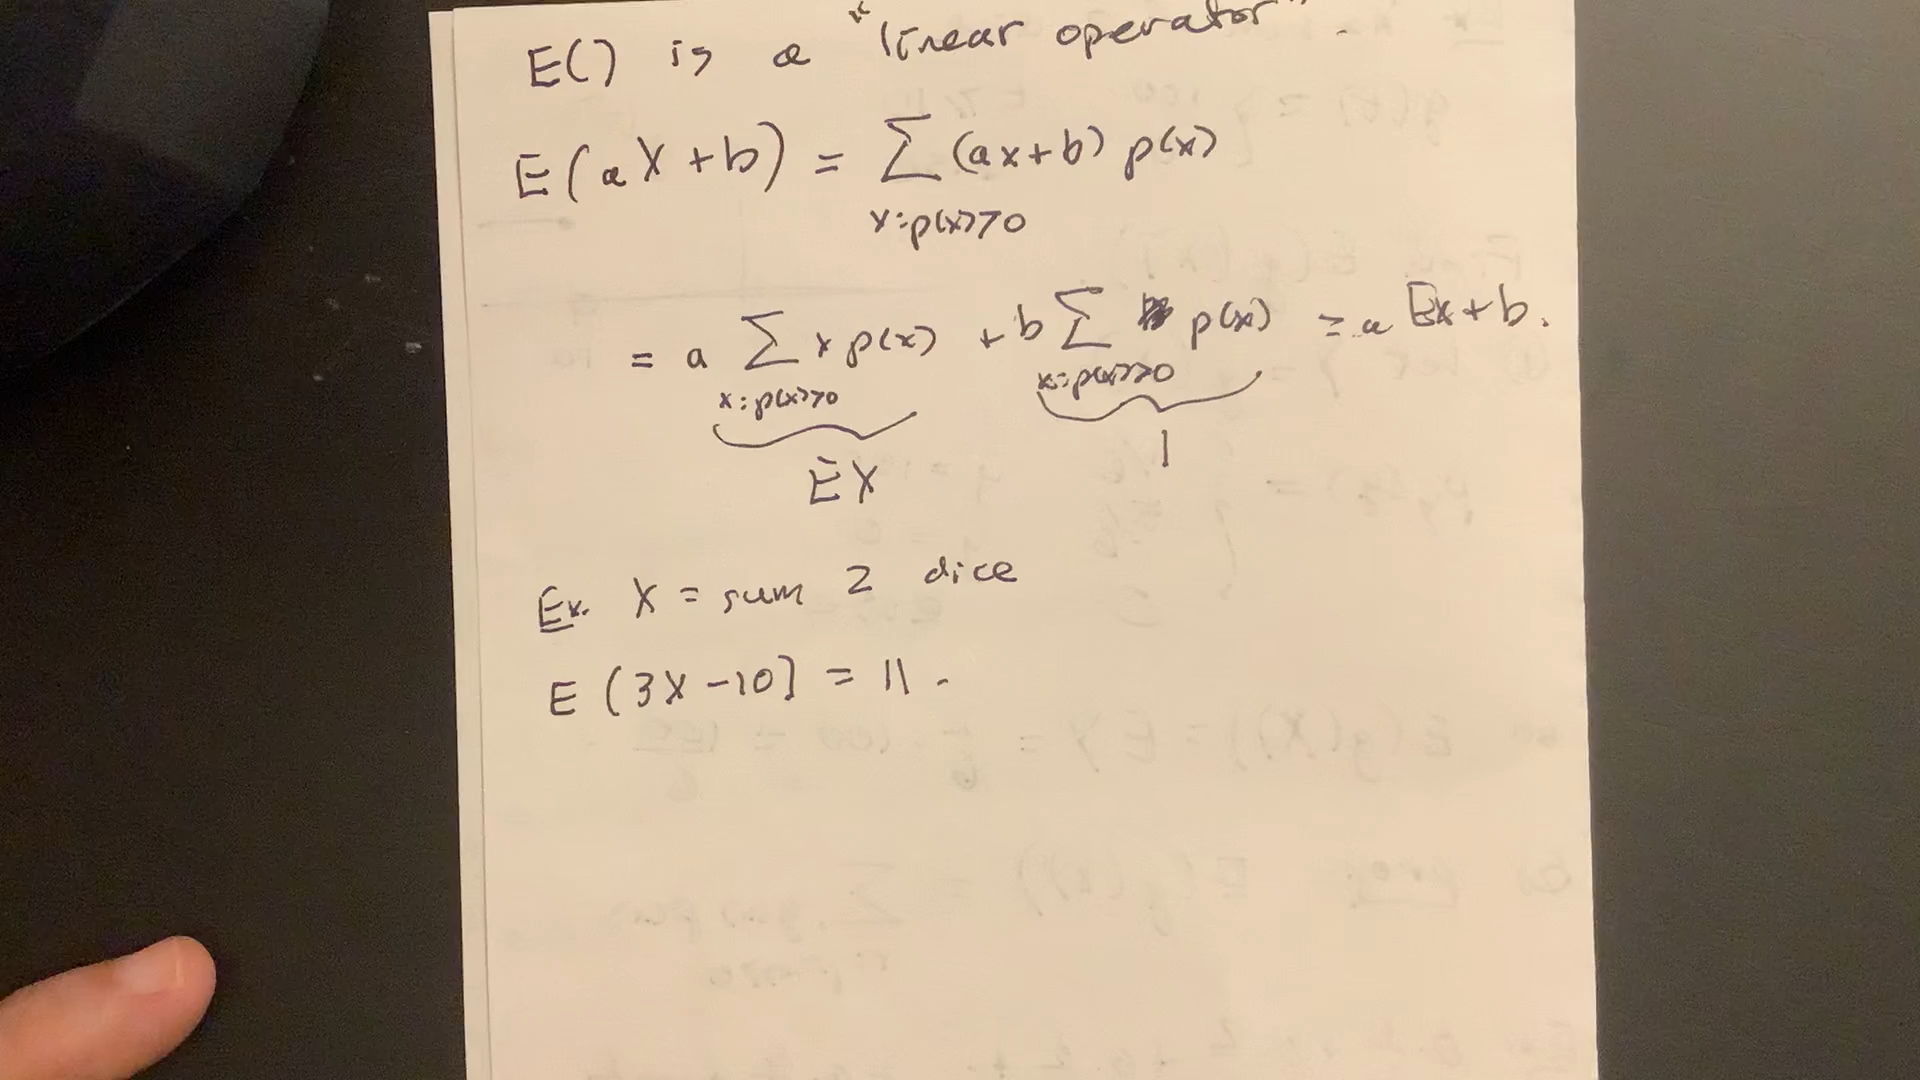 E() is a "linear operator".
E(aX+b) = ∑ (ax+b) p(x)
x:p(x)>0
= a ∑ x p(x) + b ∑ p(x) = a EX + b.
x:p(x)>0 x:p(x)>0
EX 1
Ex. X = sum 2 dice
E (3X-10] = 11.